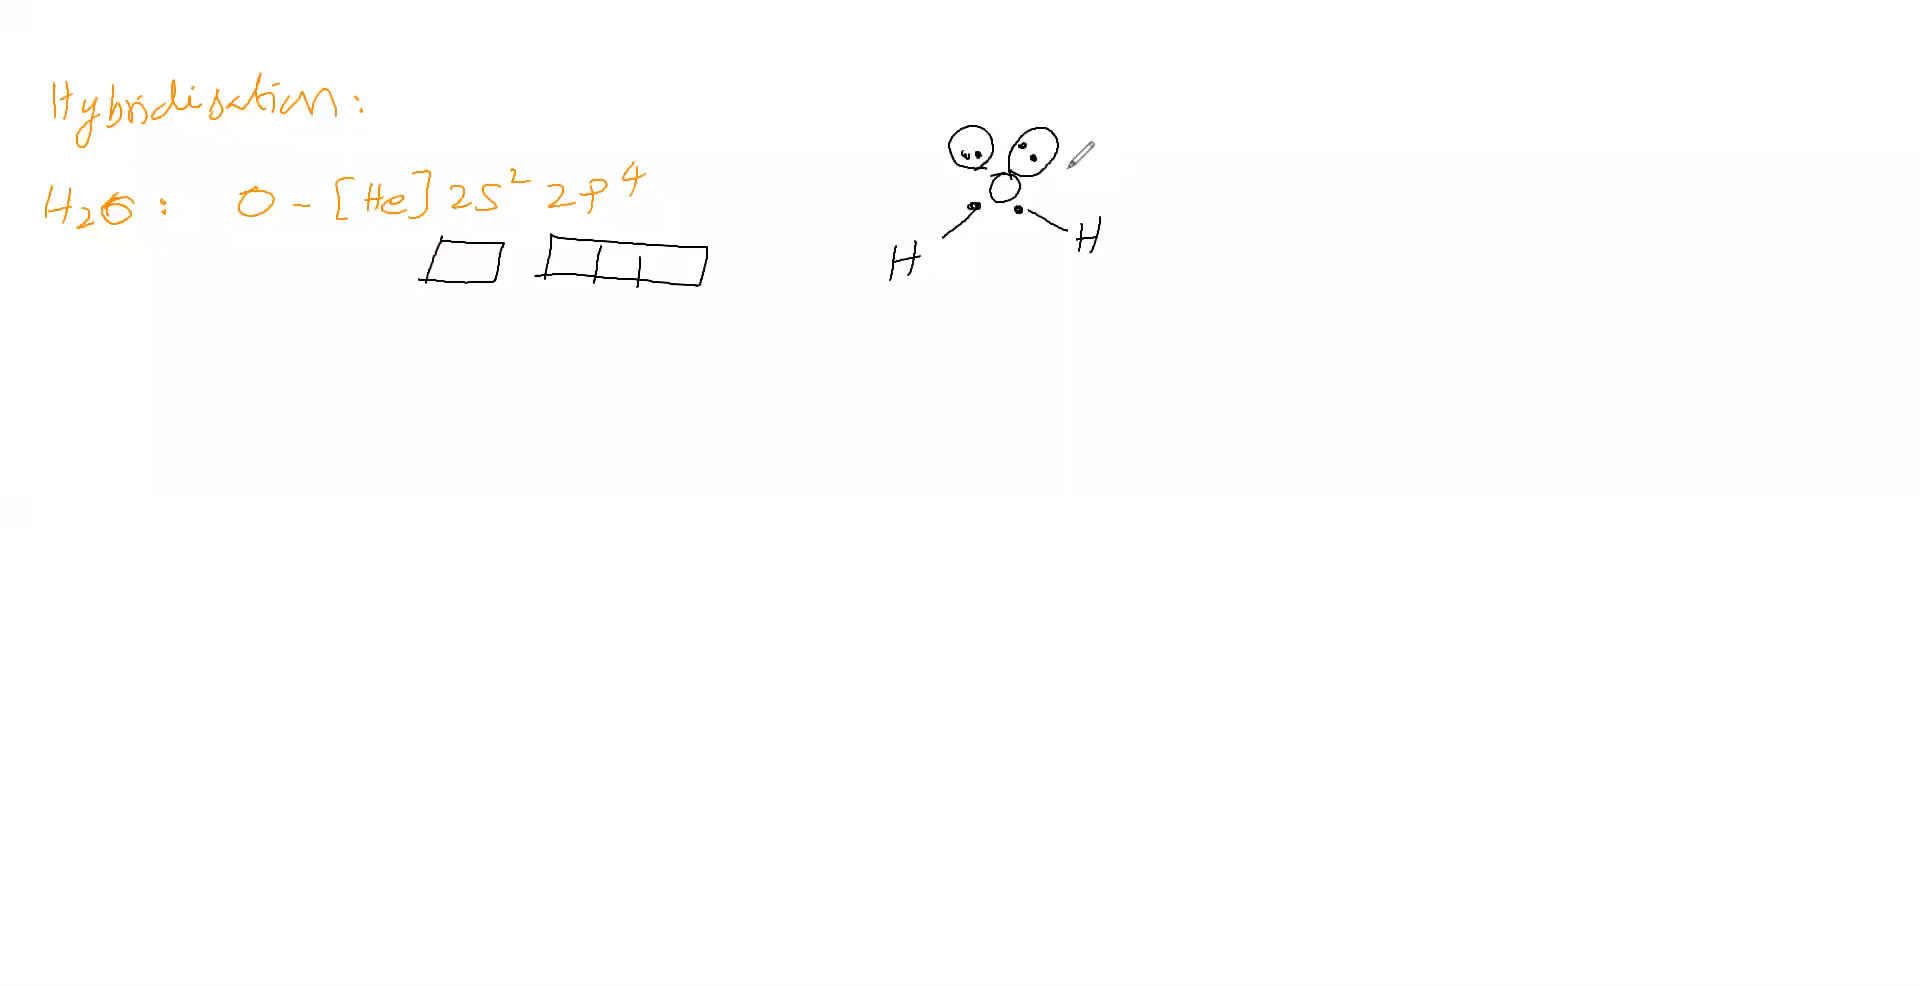 Hybridisation:
H₂O : O - [He] 2S² 2P⁴
O
H H